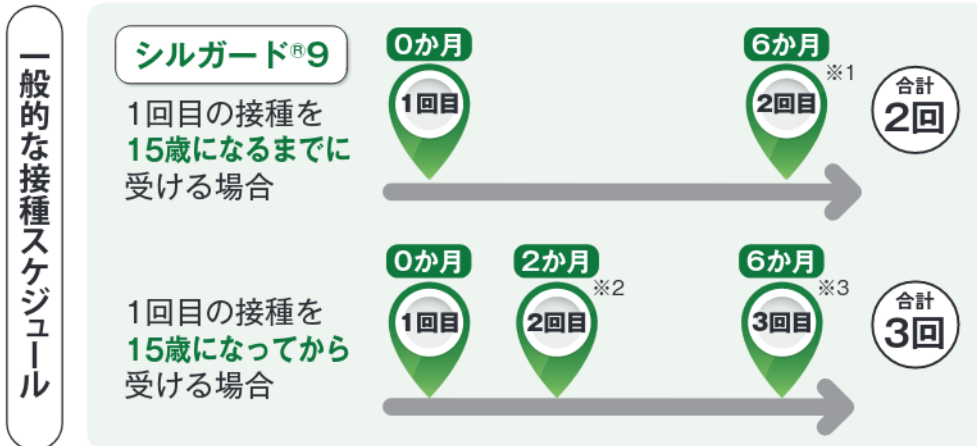 一般的な接種スケジュール
シルガード®9
1回目の接種を
15歳になるまでに
受ける場合
0か月
1回目
6か月
※1
2回目
合計
2回
1回目の接種を
15歳になってから
受ける場合
0か月
1回目
2か月
※2
2回目
6か月
※3
3回目
合計
3回